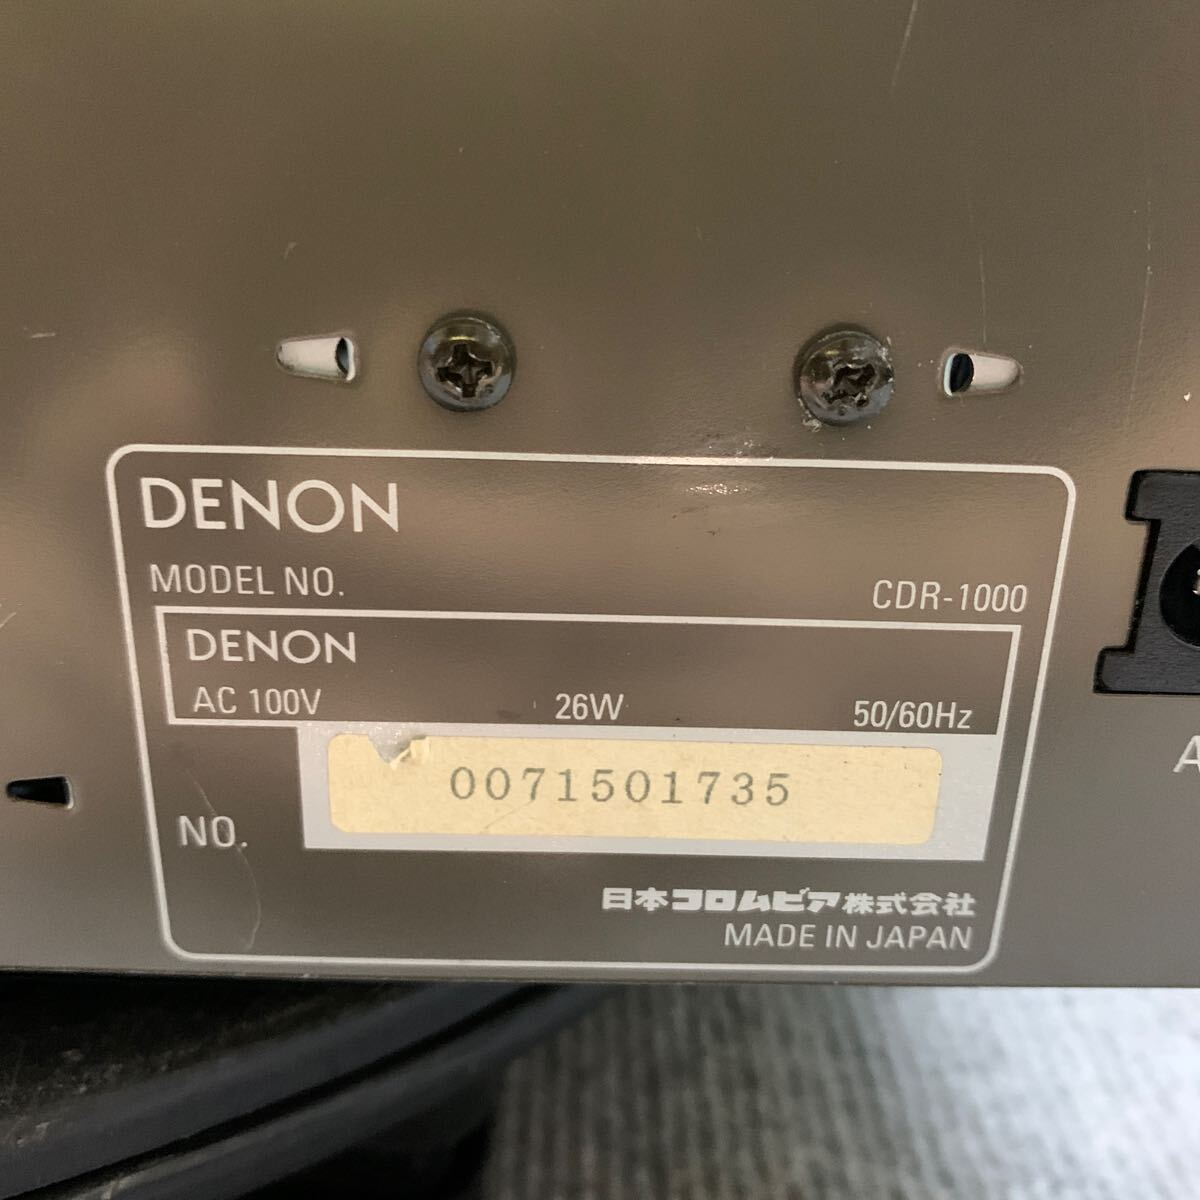 DENON
MODEL NO. CDR-1000
DENON
AC 100V 26W 50/60Hz
NO. 0071501735
日本コロムビア株式会社
MADE IN JAPAN
A